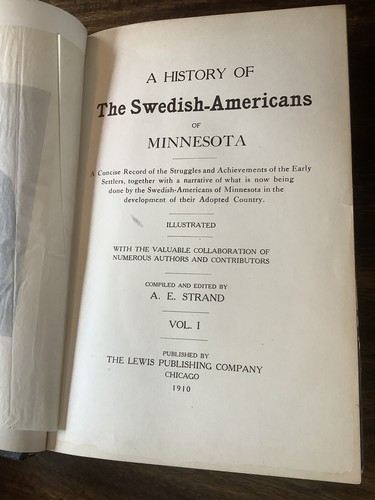 A HISTORY OF
The Swedish-Americans
OF
MINNESOTA
A Concise Record of the Struggles and Achievements of the Early
Settlers, together with a narrative of what is now being
done by the Swedish-Americans of Minnesota in the
development of their Adopted Country.
ILLUSTRATED
WITH THE VALUABLE COLLABORATION OF
NUMEROUS AUTHORS AND CONTRIBUTORS
COMPILED AND EDITED BY
A. E. STRAND
VOL. I
PUBLISHED BY
THE LEWIS PUBLISHING COMPANY
CHICAGO
1910